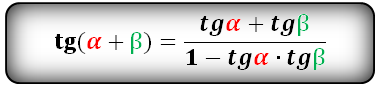 tg(α + β) = (tgα + tgβ) / (1 − tgα · tgβ)